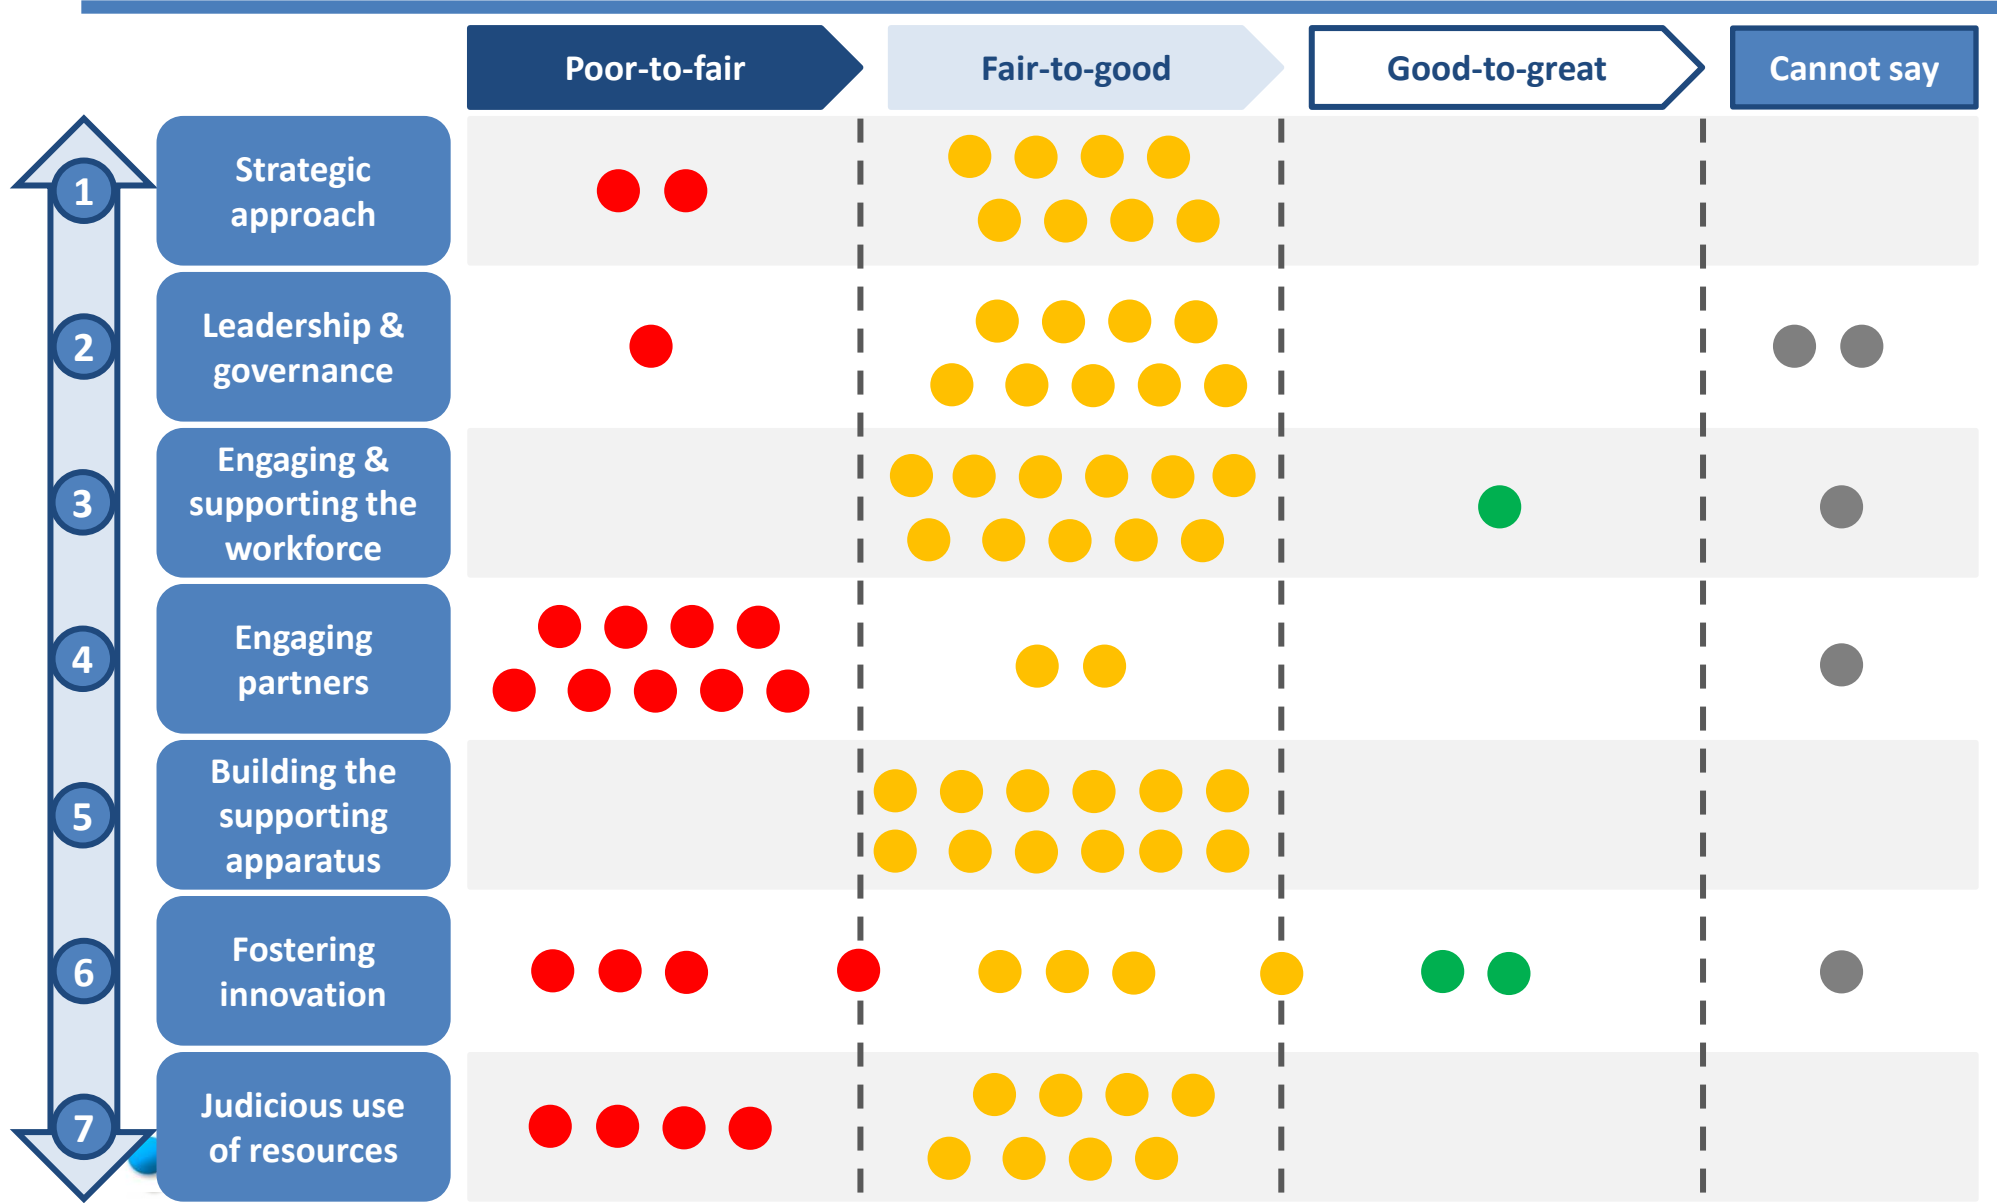 Poor-to-fair
Fair-to-good
Good-to-great
Cannot say
1
Strategic
approach
2
Leadership &
governance
3
Engaging &
supporting the
workforce
4
Engaging
partners
5
Building the
supporting
apparatus
6
Fostering
innovation
7
Judicious use
of resources